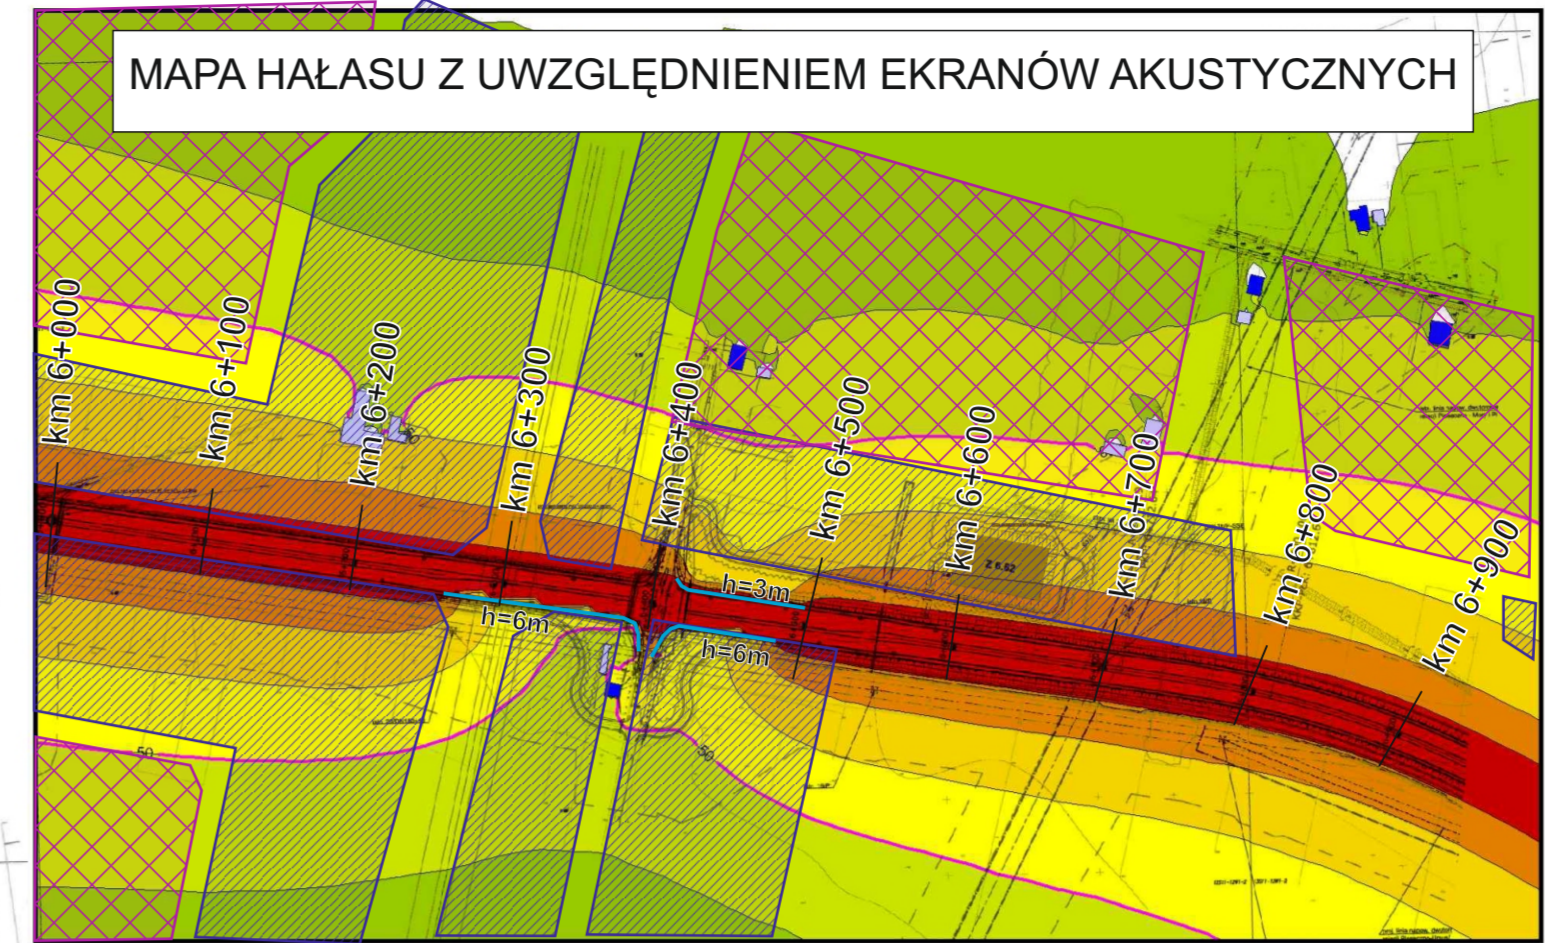 MAPA HAŁASU Z UWZGLĘDNIENIEM EKRANÓW AKUSTYCZNYCH
km 6+000
km 6+100
km 6+200
km 6+300
km 6+400
km 6+500
km 6+600
km 6+700
km 6+800
km 6+900
h=3m
h=6m
h=6m
Z 6.62
50
50